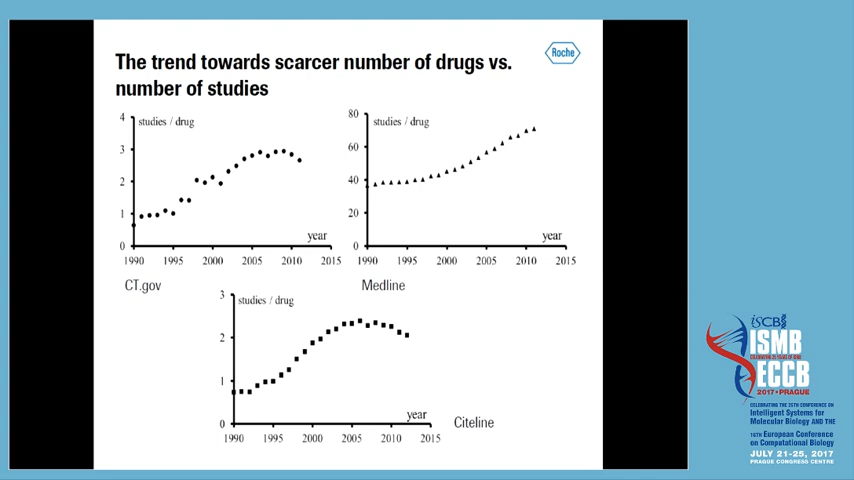 The trend towards scarcer number of drugs vs.
number of studies
Roche
4
3
2
1
0
studies / drug
year
1990 1995 2000 2005 2010 2015
CT.gov
80
60
40
20
0
studies / drug
year
1990 1995 2000 2005 2010 2015
Medline
3
2
1
0
studies / drug
year
1990 1995 2000 2005 2010 2015
Citeline
ISCB
ISMB
ECCB
2017 • PRAGUE
CELEBRATING THE 25TH CONFERENCE ON
Intelligent Systems for
Molecular Biology AND THE
16TH European Conference
on Computational Biology
JULY 21-25, 2017
PRAGUE CONGRESS CENTRE